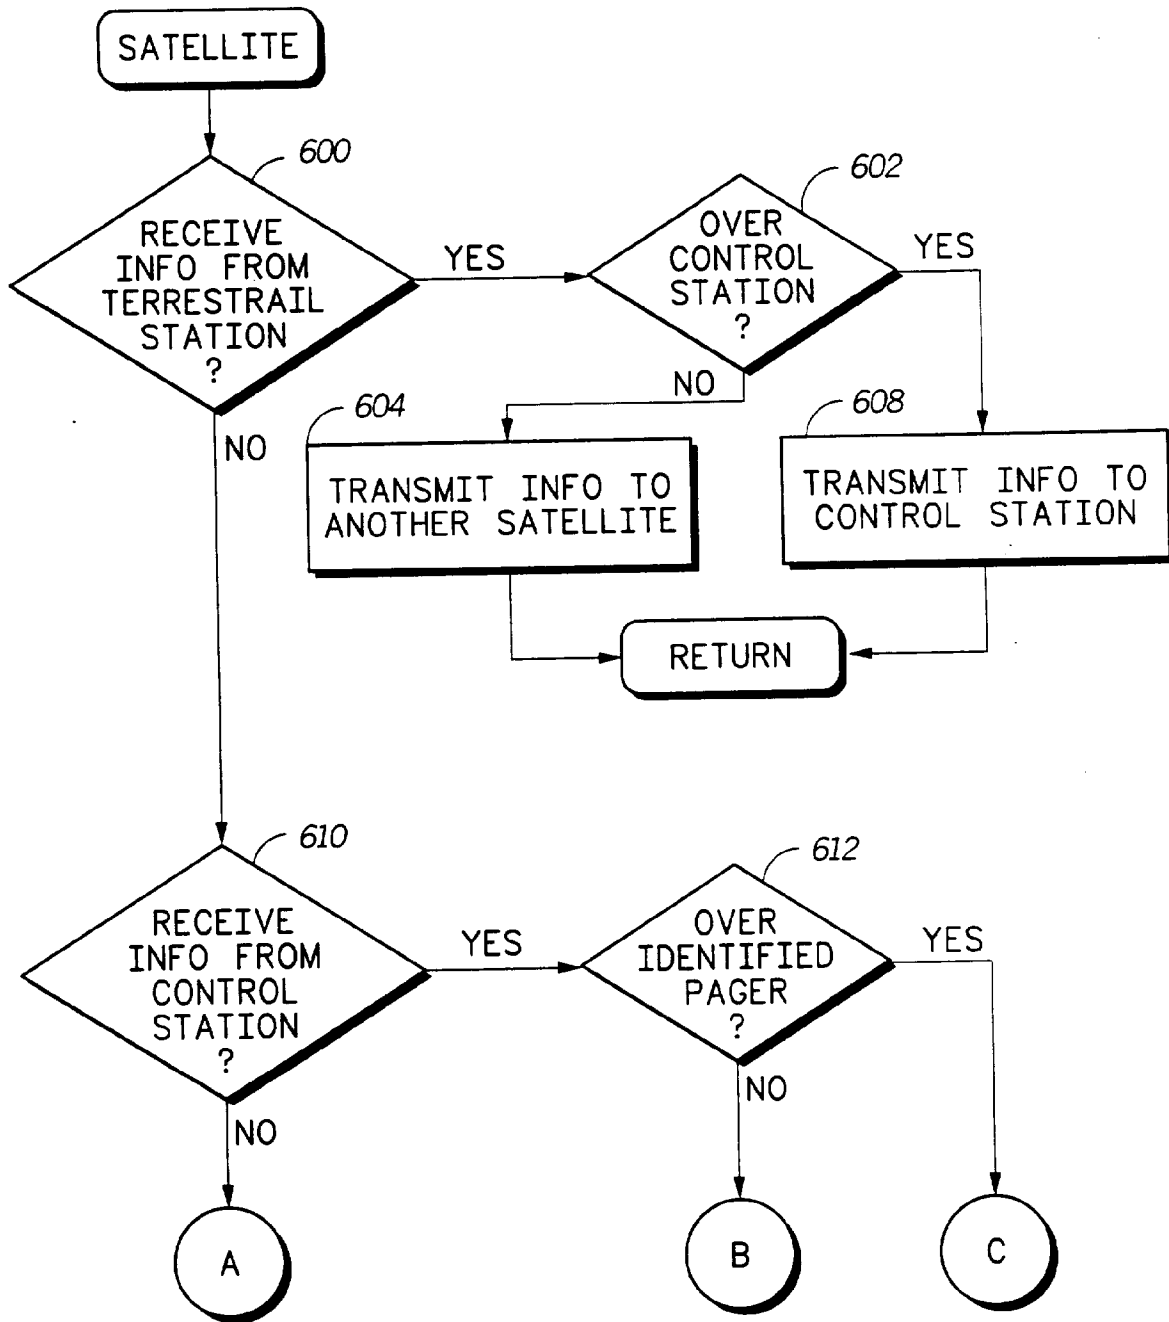 SATELLITE
600
RECEIVE
INFO FROM
TERRESTRAIL
STATION
?
YES
NO
602
OVER
CONTROL
STATION
?
YES
NO
604
TRANSMIT INFO TO
ANOTHER SATELLITE
608
TRANSMIT INFO TO
CONTROL STATION
RETURN
610
RECEIVE
INFO FROM
CONTROL
STATION
?
YES
NO
612
OVER
IDENTIFIED
PAGER
?
YES
NO
A
B
C